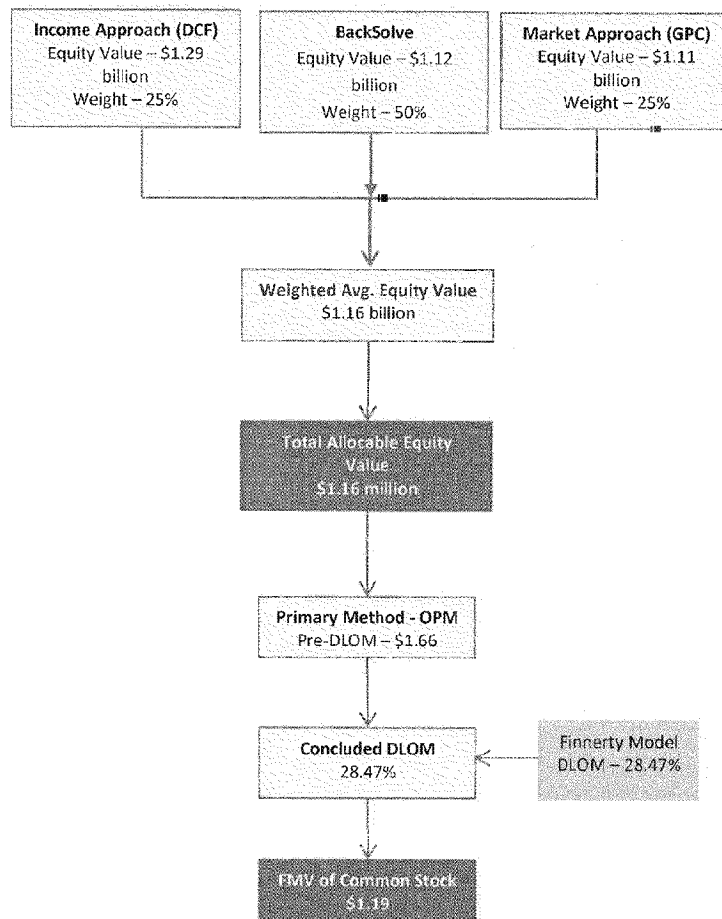 Income Approach (DCF)
Equity Value – $1.29
billion
Weight – 25%
BackSolve
Equity Value – $1.12
billion
Weight – 50%
Market Approach (GPC)
Equity Value – $1.11
billion
Weight – 25%
Weighted Avg. Equity Value
$1.16 billion
Total Allocable Equity
Value
$1.16 million
Primary Method - OPM
Pre-DLOM – $1.66
Concluded DLOM
28.47%
Finnerty Model
DLOM – 28.47%
FMV of Common Stock
$1.19